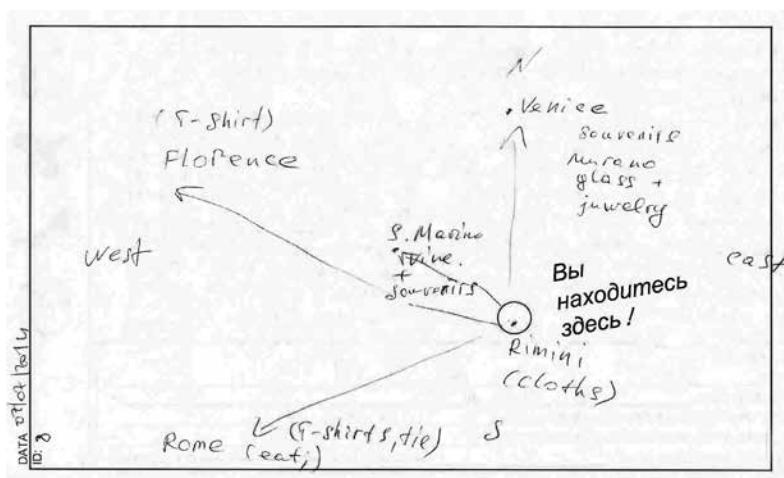 N
. Venice
souvenirs
Murano
glass +
juwelry
(T-shirt)
Florence
West
S. Marino
wine.
+
souvenirs
east
Вы
находитесь
здесь!
Rimini
(cloths)
Rome (eat,) (T-shirts, tie) S
DATA 07/07/2014
ID: 8